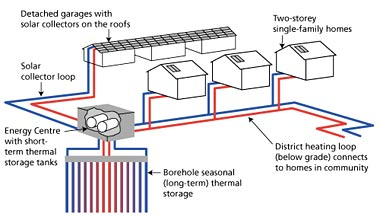 Detached garages with
solar collectors on the roofs
Two-storey
single-family homes
Solar
collector loop
Energy Centre
with short-
term thermal
storage tanks
District heating loop
(below grade) connects
to homes in community
Borehole seasonal
(long-term) thermal
storage